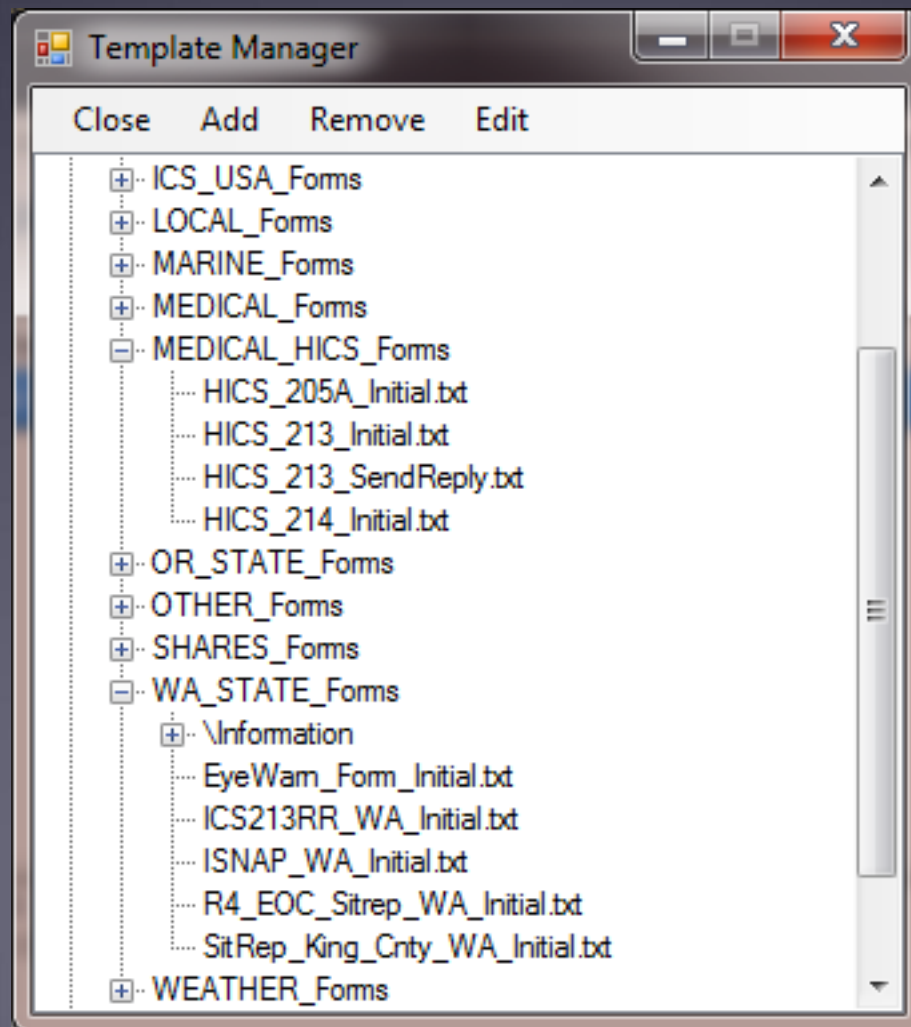 Template Manager
Close Add Remove Edit
ICS_USA_Forms
LOCAL_Forms
MARINE_Forms
MEDICAL_Forms
MEDICAL_HICS_Forms
HICS_205A_Initial.txt
HICS_213_Initial.txt
HICS_213_SendReply.txt
HICS_214_Initial.txt
OR_STATE_Forms
OTHER_Forms
SHARES_Forms
WA_STATE_Forms
\Information
EyeWarn_Form_Initial.txt
ICS213RR_WA_Initial.txt
ISNAP_WA_Initial.txt
R4_EOC_Sitrep_WA_Initial.txt
SitRep_King_Cnty_WA_Initial.txt
WEATHER_Forms